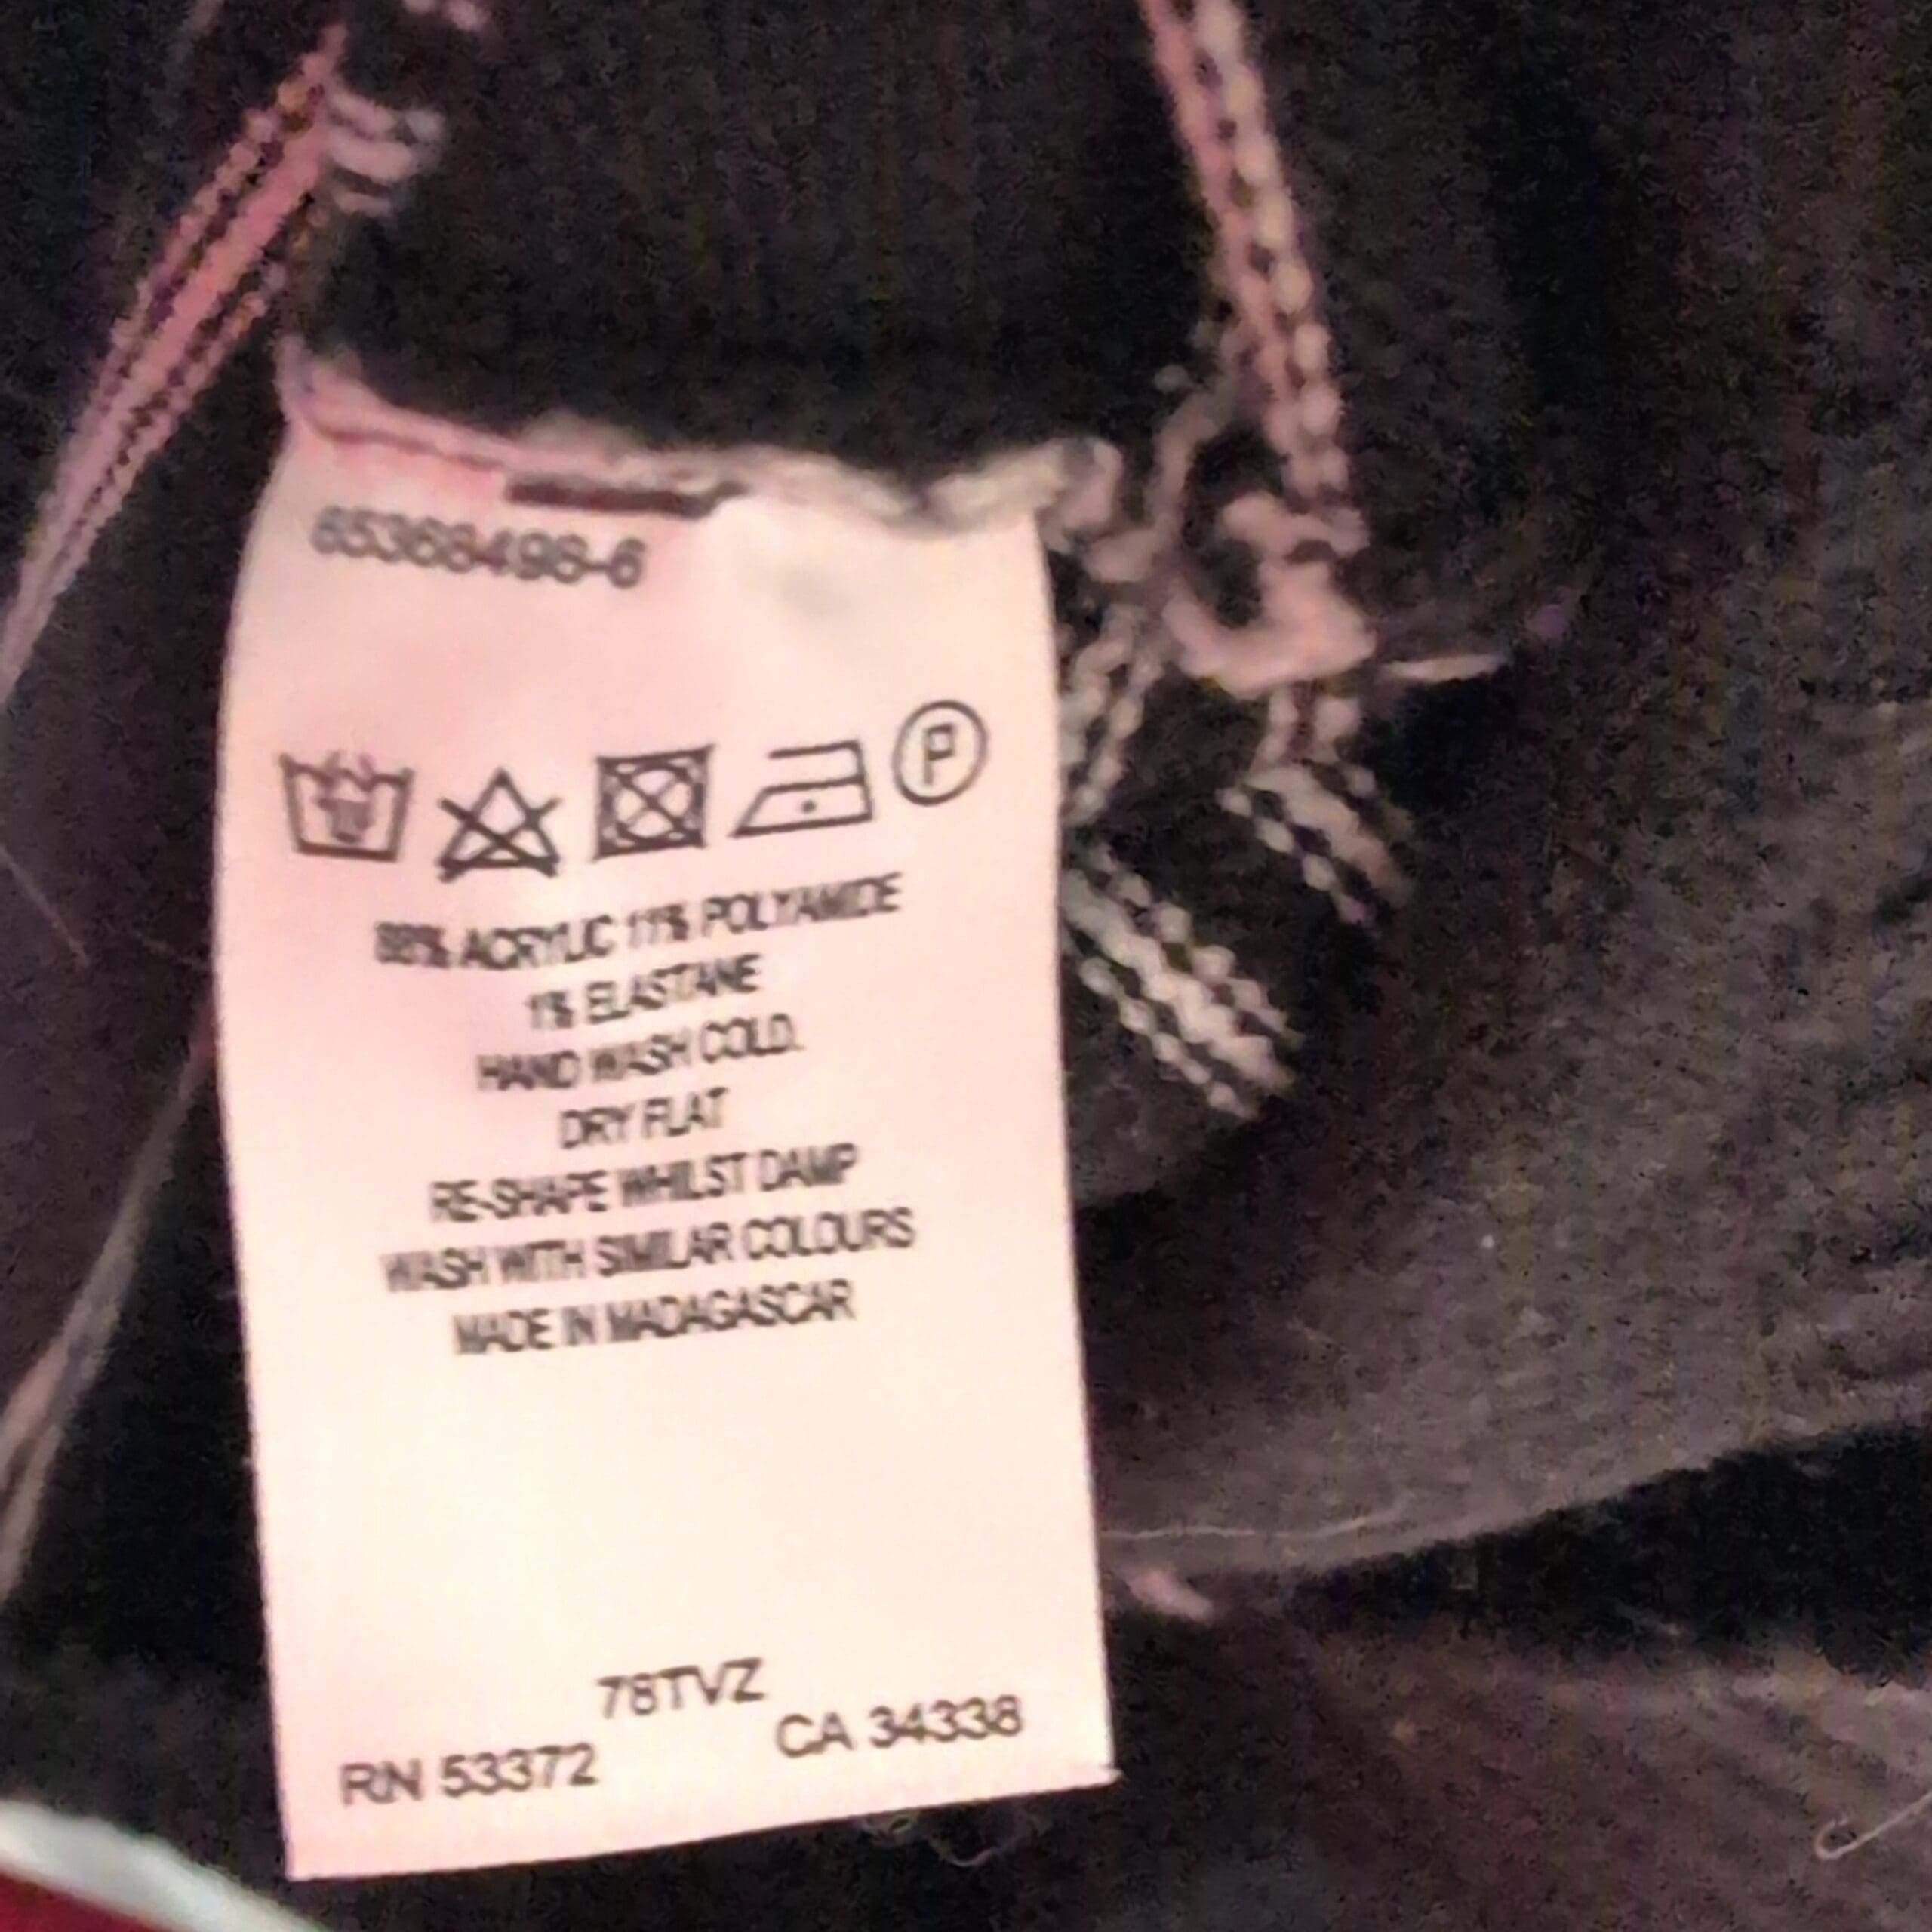 65368498-6
P
88% ACRYLIC 11% POLYAMIDE
1% ELASTANE
HAND WASH COLD.
DRY FLAT
RE-SHAPE WHILST DAMP
WASH WITH SIMILAR COLOURS
MADE IN MADAGASCAR
78TVZ
RN 53372 CA 34338